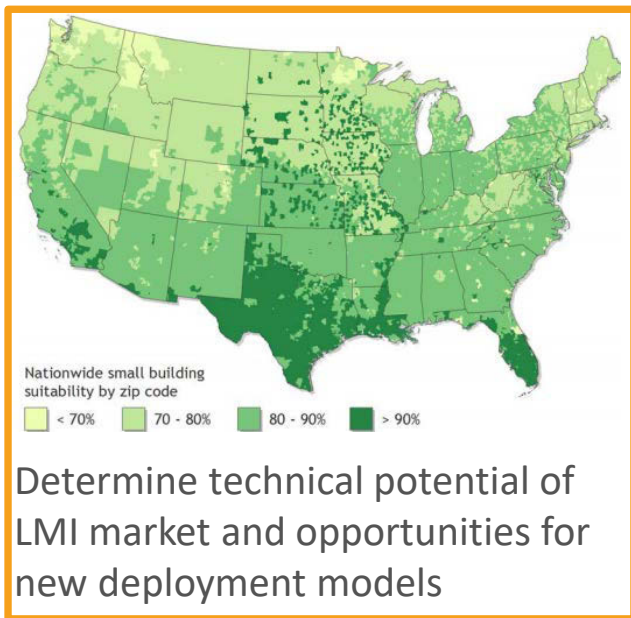 Nationwide small building
suitability by zip code
< 70%
70 - 80%
80 - 90%
> 90%
Determine technical potential of
LMI market and opportunities for
new deployment models